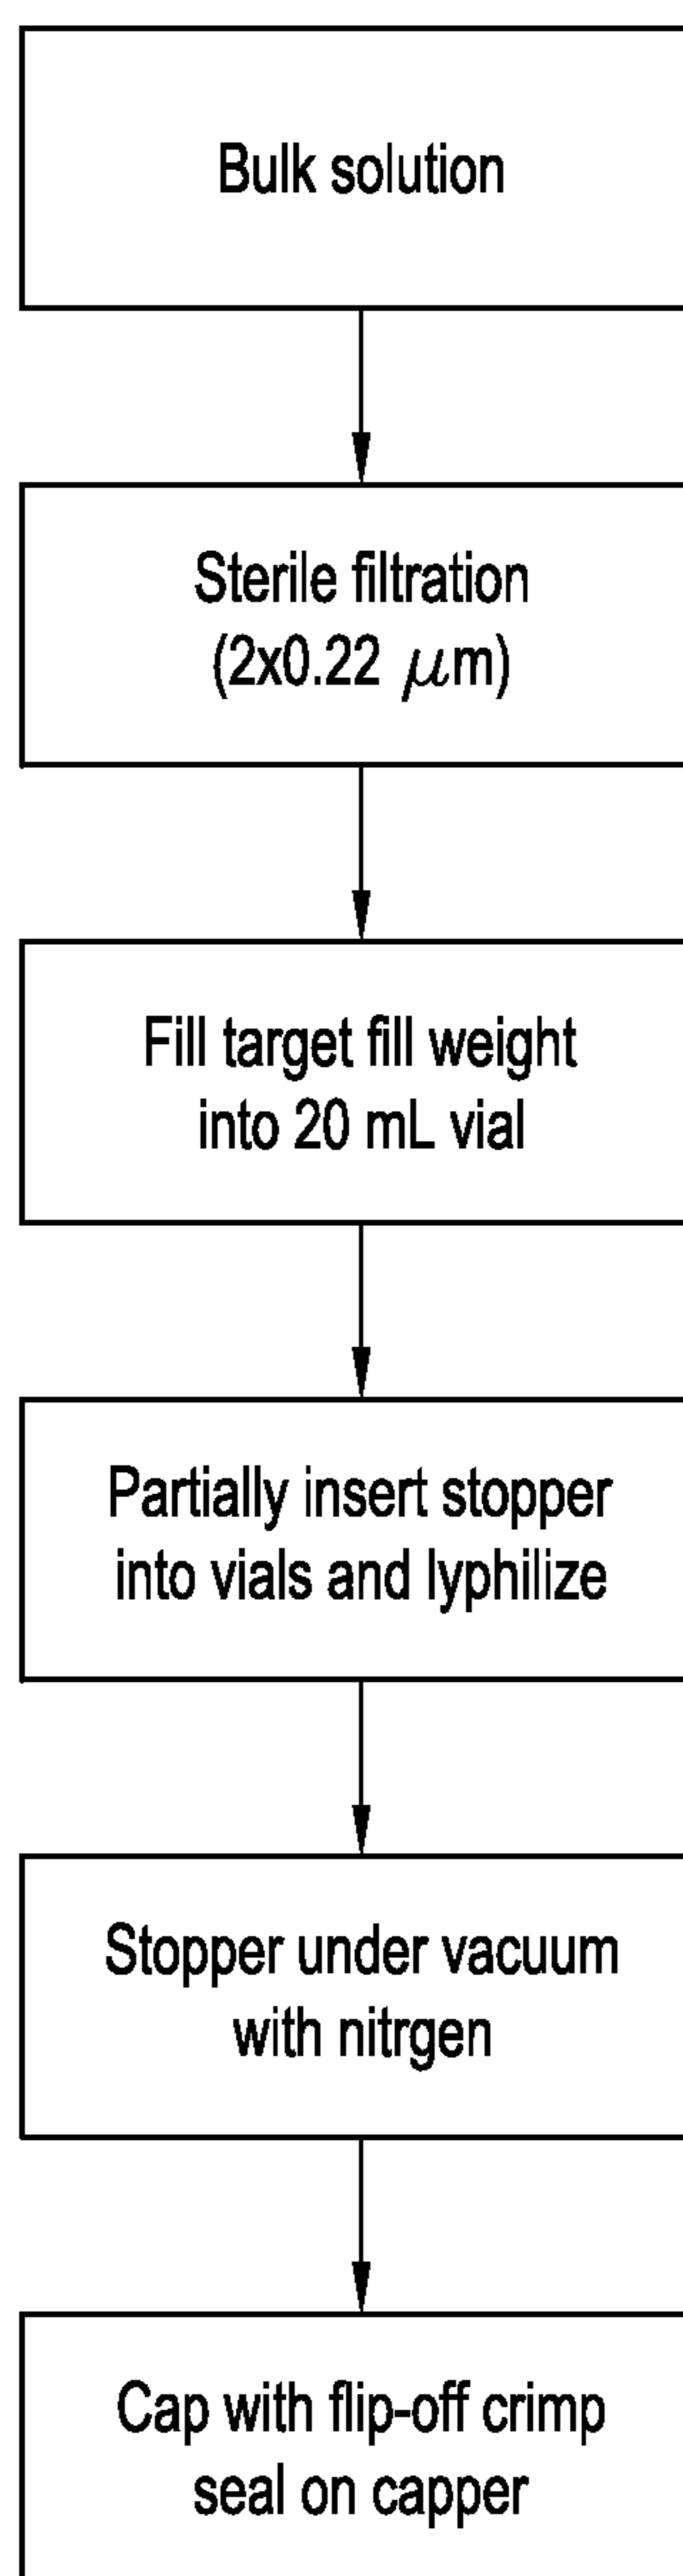 Bulk solution
Sterile filtration
(2x0.22 μm)
Fill target fill weight
into 20 mL vial
Partially insert stopper
into vials and lyphilize
Stopper under vacuum
with nitrgen
Cap with flip-off crimp
seal on capper